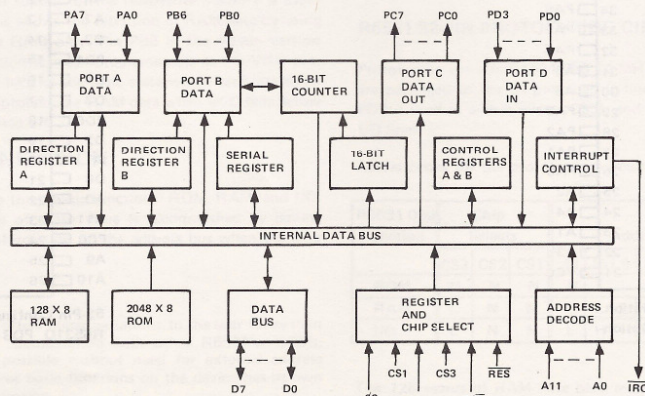 PA7 PA0 PB6 PB0 PC7 PC0 PD3 PD0
PORT A
DATA
PORT B
DATA
16-BIT
COUNTER
PORT C
DATA
OUT
PORT D
DATA
IN
DIRECTION
REGISTER
A
DIRECTION
REGISTER
B
SERIAL
REGISTER
16-BIT
LATCH
CONTROL
REGISTERS
A & B
INTERRUPT
CONTROL
INTERNAL DATA BUS
128 X 8
RAM
2048 X 8
ROM
DATA
BUS
REGISTER
AND
CHIP SELECT
ADDRESS
DECODE
CS1 CS3 RES
D7 D0 A11 A0 IRQ